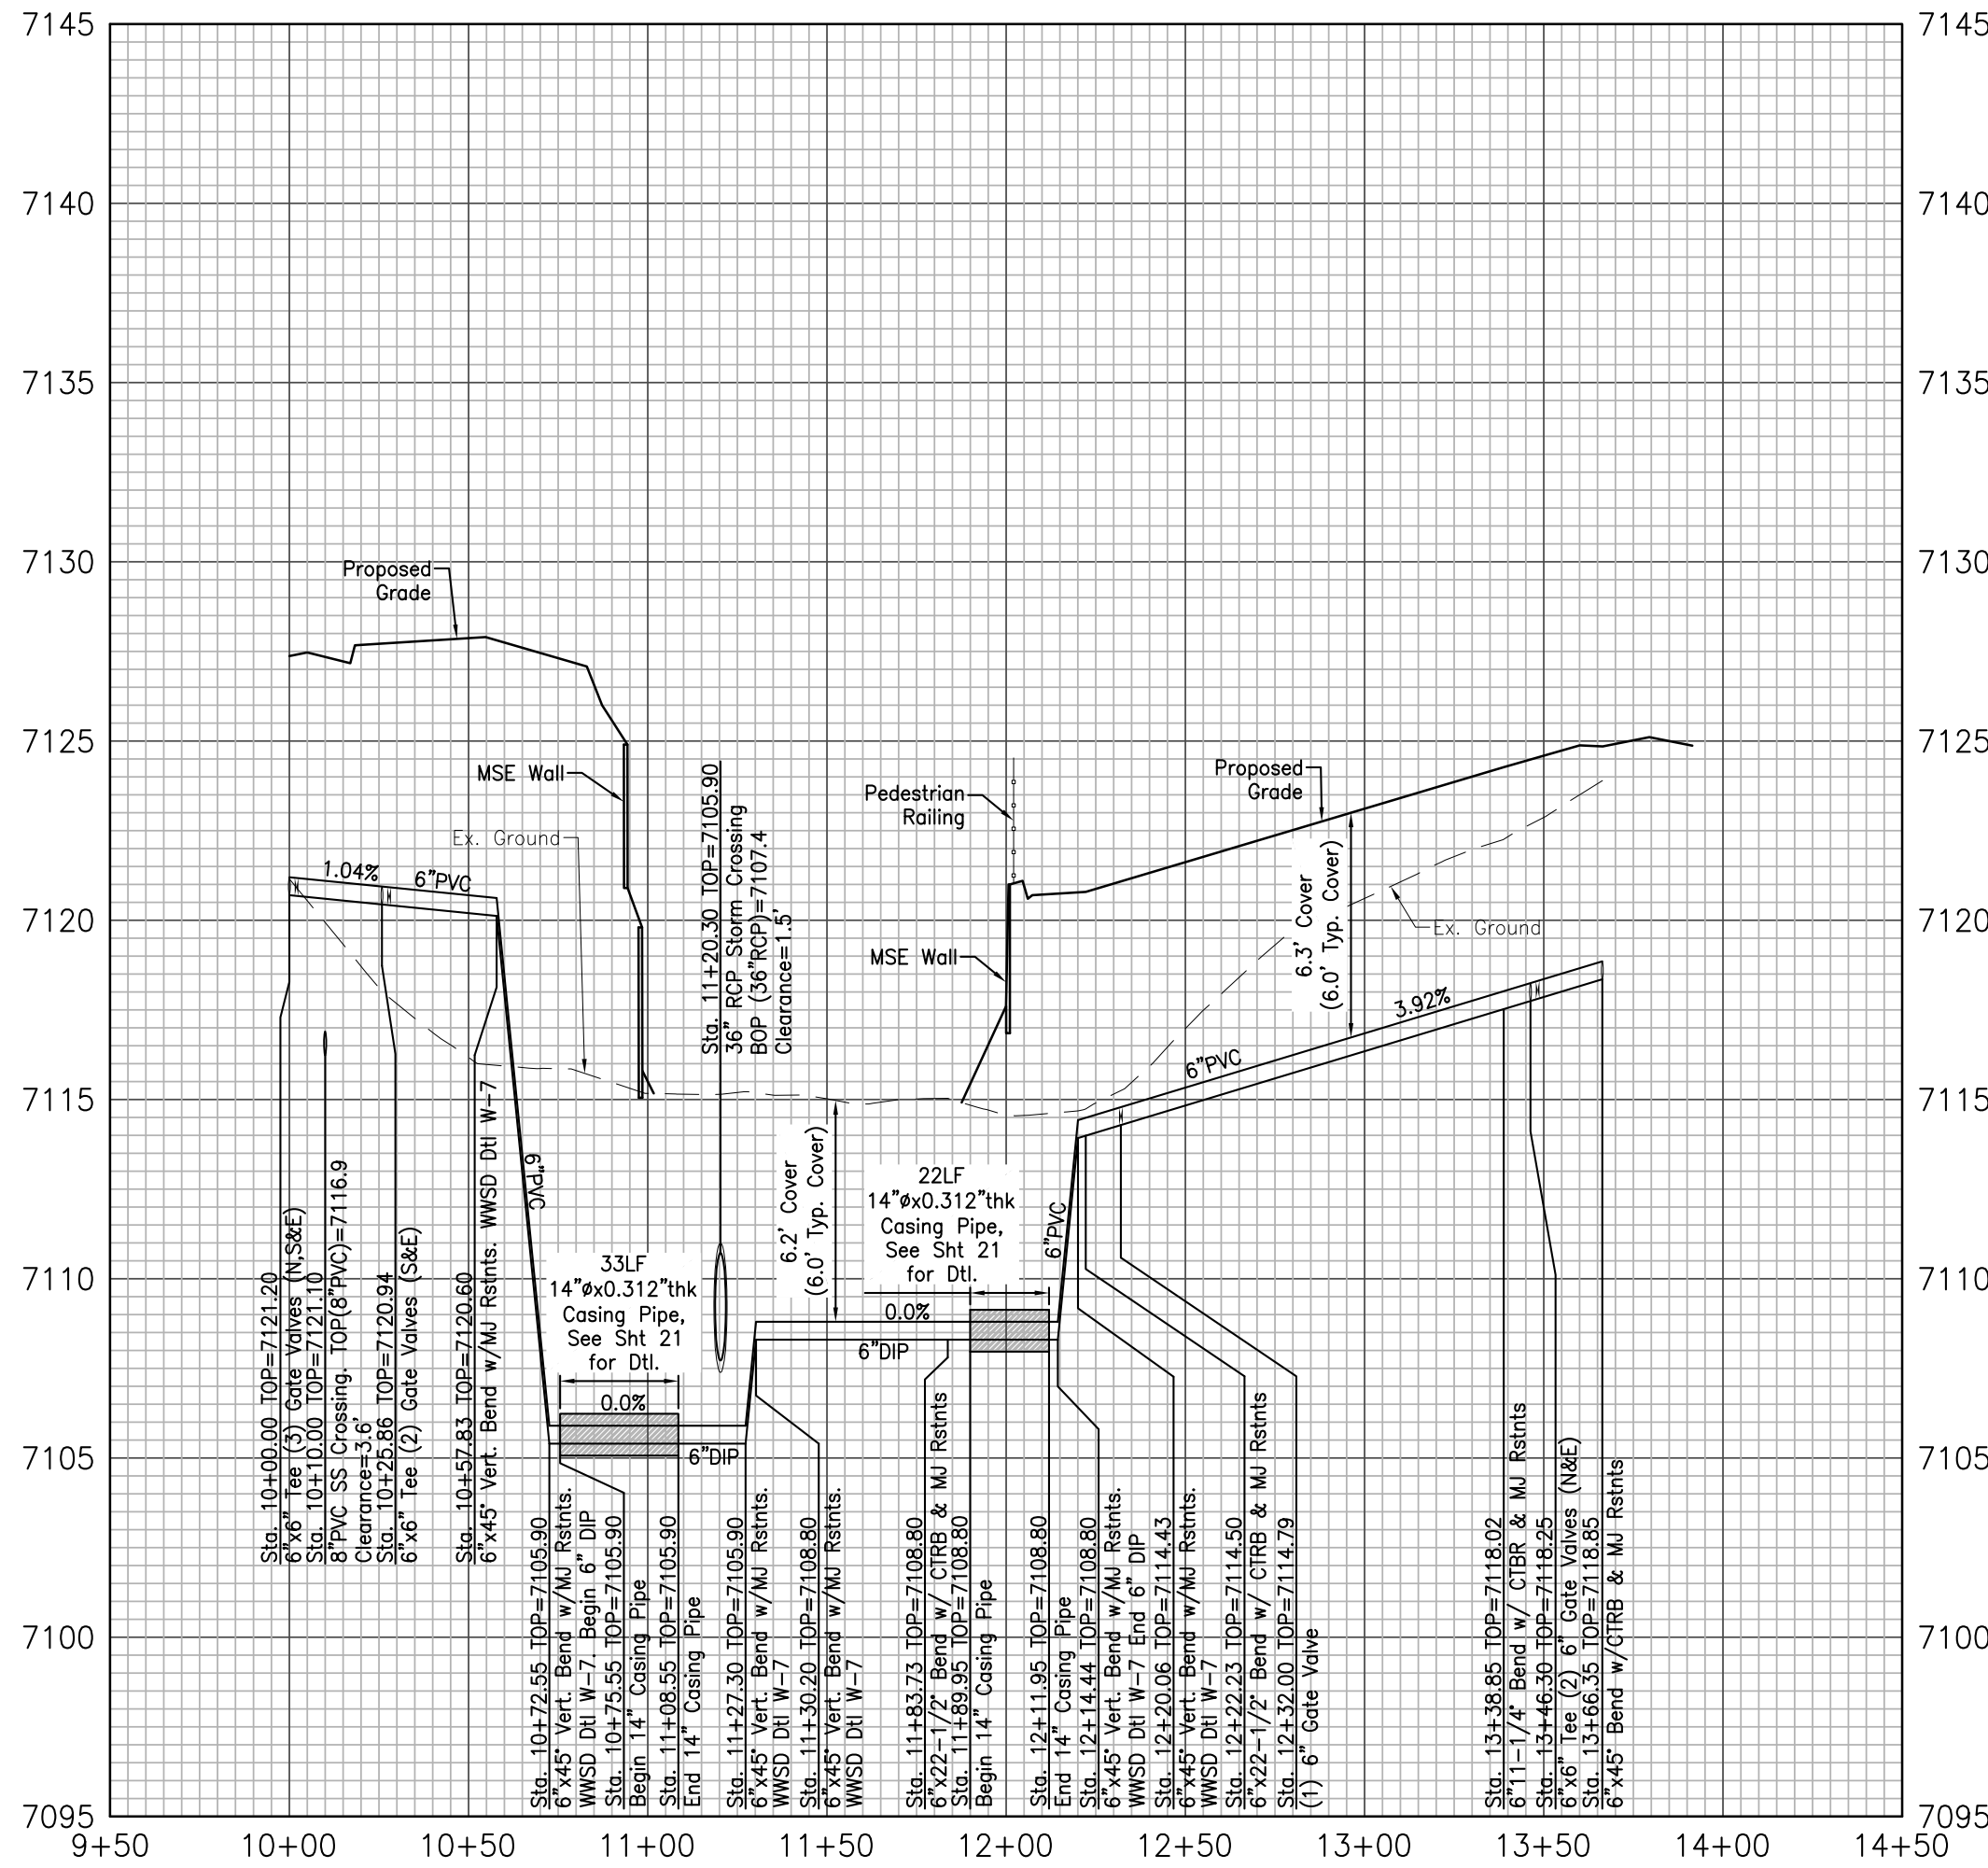 7145
7145
7140
7140
7135
7135
7130
7130
7125
7125
7120
7120
7115
7115
7110
7110
7105
7105
7100
7100
7095
7095
9+50
10+00
10+50
11+00
11+50
12+00
12+50
13+00
13+50
14+00
14+50
Proposed
Grade
MSE Wall
Ex. Ground
1.04%
6"PVC
6"PVC
Sta. 11+20.30 TOP=7105.90
36" RCP Storm Crossing
BOP (36"RCP)=7107.4
Clearance=1.5'
Pedestrian
Railing
MSE Wall
Proposed
Grade
6.3' Cover
(6.0' Typ. Cover)
Ex. Ground
3.92%
6"PVC
6.2' Cover
(6.0' Typ. Cover)
22LF
14"øx0.312"thk
Casing Pipe,
See Sht 21
for Dtl.
6"PVC
0.0%
6"DIP
33LF
14"øx0.312"thk
Casing Pipe,
See Sht 21
for Dtl.
0.0%
6"DIP
Sta. 10+00.00 TOP=7121.20
6"x6" Tee (3) Gate Valves (N,S&E)
Sta. 10+10.00 TOP=7121.10
8"PVC SS Crossing. TOP(8"PVC)=7116.9
Clearance=3.6'
Sta. 10+25.86 TOP=7120.94
6"x6" Tee (2) Gate Valves (S&E)
Sta. 10+57.83 TOP=7120.60
6"x45° Vert. Bend w/MJ Rstnts. WWSD Dtl W-7
Sta. 10+72.55 TOP=7105.90
6"x45° Vert. Bend w/MJ Rstnts.
WWSD Dtl W-7. Begin 6" DIP
Sta. 10+75.55 TOP=7105.90
Begin 14" Casing Pipe
Sta. 11+08.55 TOP=7105.90
End 14" Casing Pipe
Sta. 11+27.30 TOP=7105.90
6"x45° Vert. Bend w/MJ Rstnts.
WWSD Dtl W-7
Sta. 11+30.20 TOP=7108.80
6"x45° Vert. Bend w/MJ Rstnts.
WWSD Dtl W-7
Sta. 11+83.73 TOP=7108.80
6"x22-1/2° Bend w/ CTRB & MJ Rstnts
Sta. 11+89.95 TOP=7108.80
Begin 14" Casing Pipe
Sta. 12+11.95 TOP=7108.80
End 14" Casing Pipe
Sta. 12+14.44 TOP=7108.80
6"x45° Vert. Bend w/MJ Rstnts.
WWSD Dtl W-7 End 6" DIP
Sta. 12+20.06 TOP=7114.43
6"x45° Vert. Bend w/MJ Rstnts.
WWSD Dtl W-7
Sta. 12+22.23 TOP=7114.50
6"x22-1/2° Bend w/ CTRB & MJ Rstnts
Sta. 12+32.00 TOP=7114.79
(1) 6" Gate Valve
Sta. 13+38.85 TOP=7118.02
6"11-1/4° Bend w/ CTBR & MJ Rstnts
Sta. 13+46.30 TOP=7118.25
6"x6" Tee (2) 6" Gate Valves (N&E)
Sta. 13+66.35 TOP=7118.85
6"x45° Bend w/CTRB & MJ Rstnts